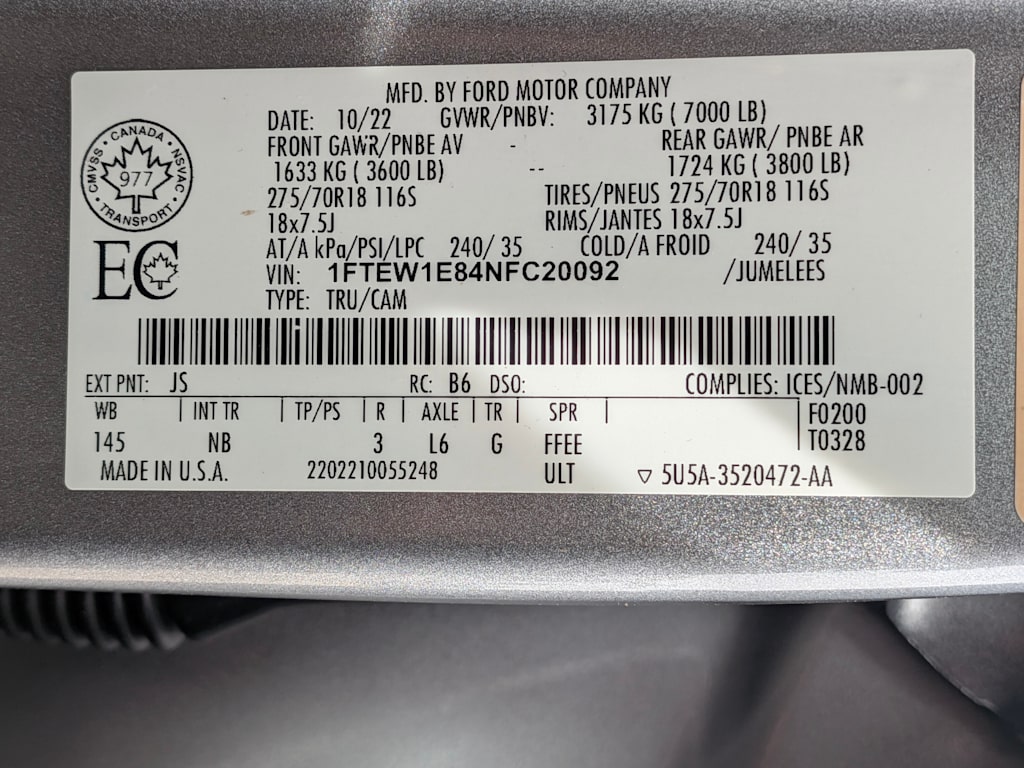 MFD. BY FORD MOTOR COMPANY
DATE: 10/22 GVWR/PNBV: 3175 KG ( 7000 LB)
FRONT GAWR/PNBE AV - REAR GAWR/ PNBE AR
1633 KG ( 3600 LB) -- 1724 KG ( 3800 LB)
275/70R18 116S TIRES/PNEUS 275/70R18 116S
18x7.5J RIMS/JANTES 18x7.5J
AT/A kPa/PSI/LPC 240/ 35 COLD/A FROID 240/ 35
VIN: 1FTEW1E84NFC20092 /JUMELEES
TYPE: TRU/CAM
CANADA
CMVSS • NSVAC
977
TRANSPORT
EC
EXT PNT: JS RC: B6 DSO: COMPLIES: ICES/NMB-002
WB | INT TR | TP/PS | R | AXLE | TR | SPR | F0200
145 NB 3 L6 G FFEE T0328
MADE IN U.S.A. 2202210055248 ULT ▽ 5U5A-3520472-AA